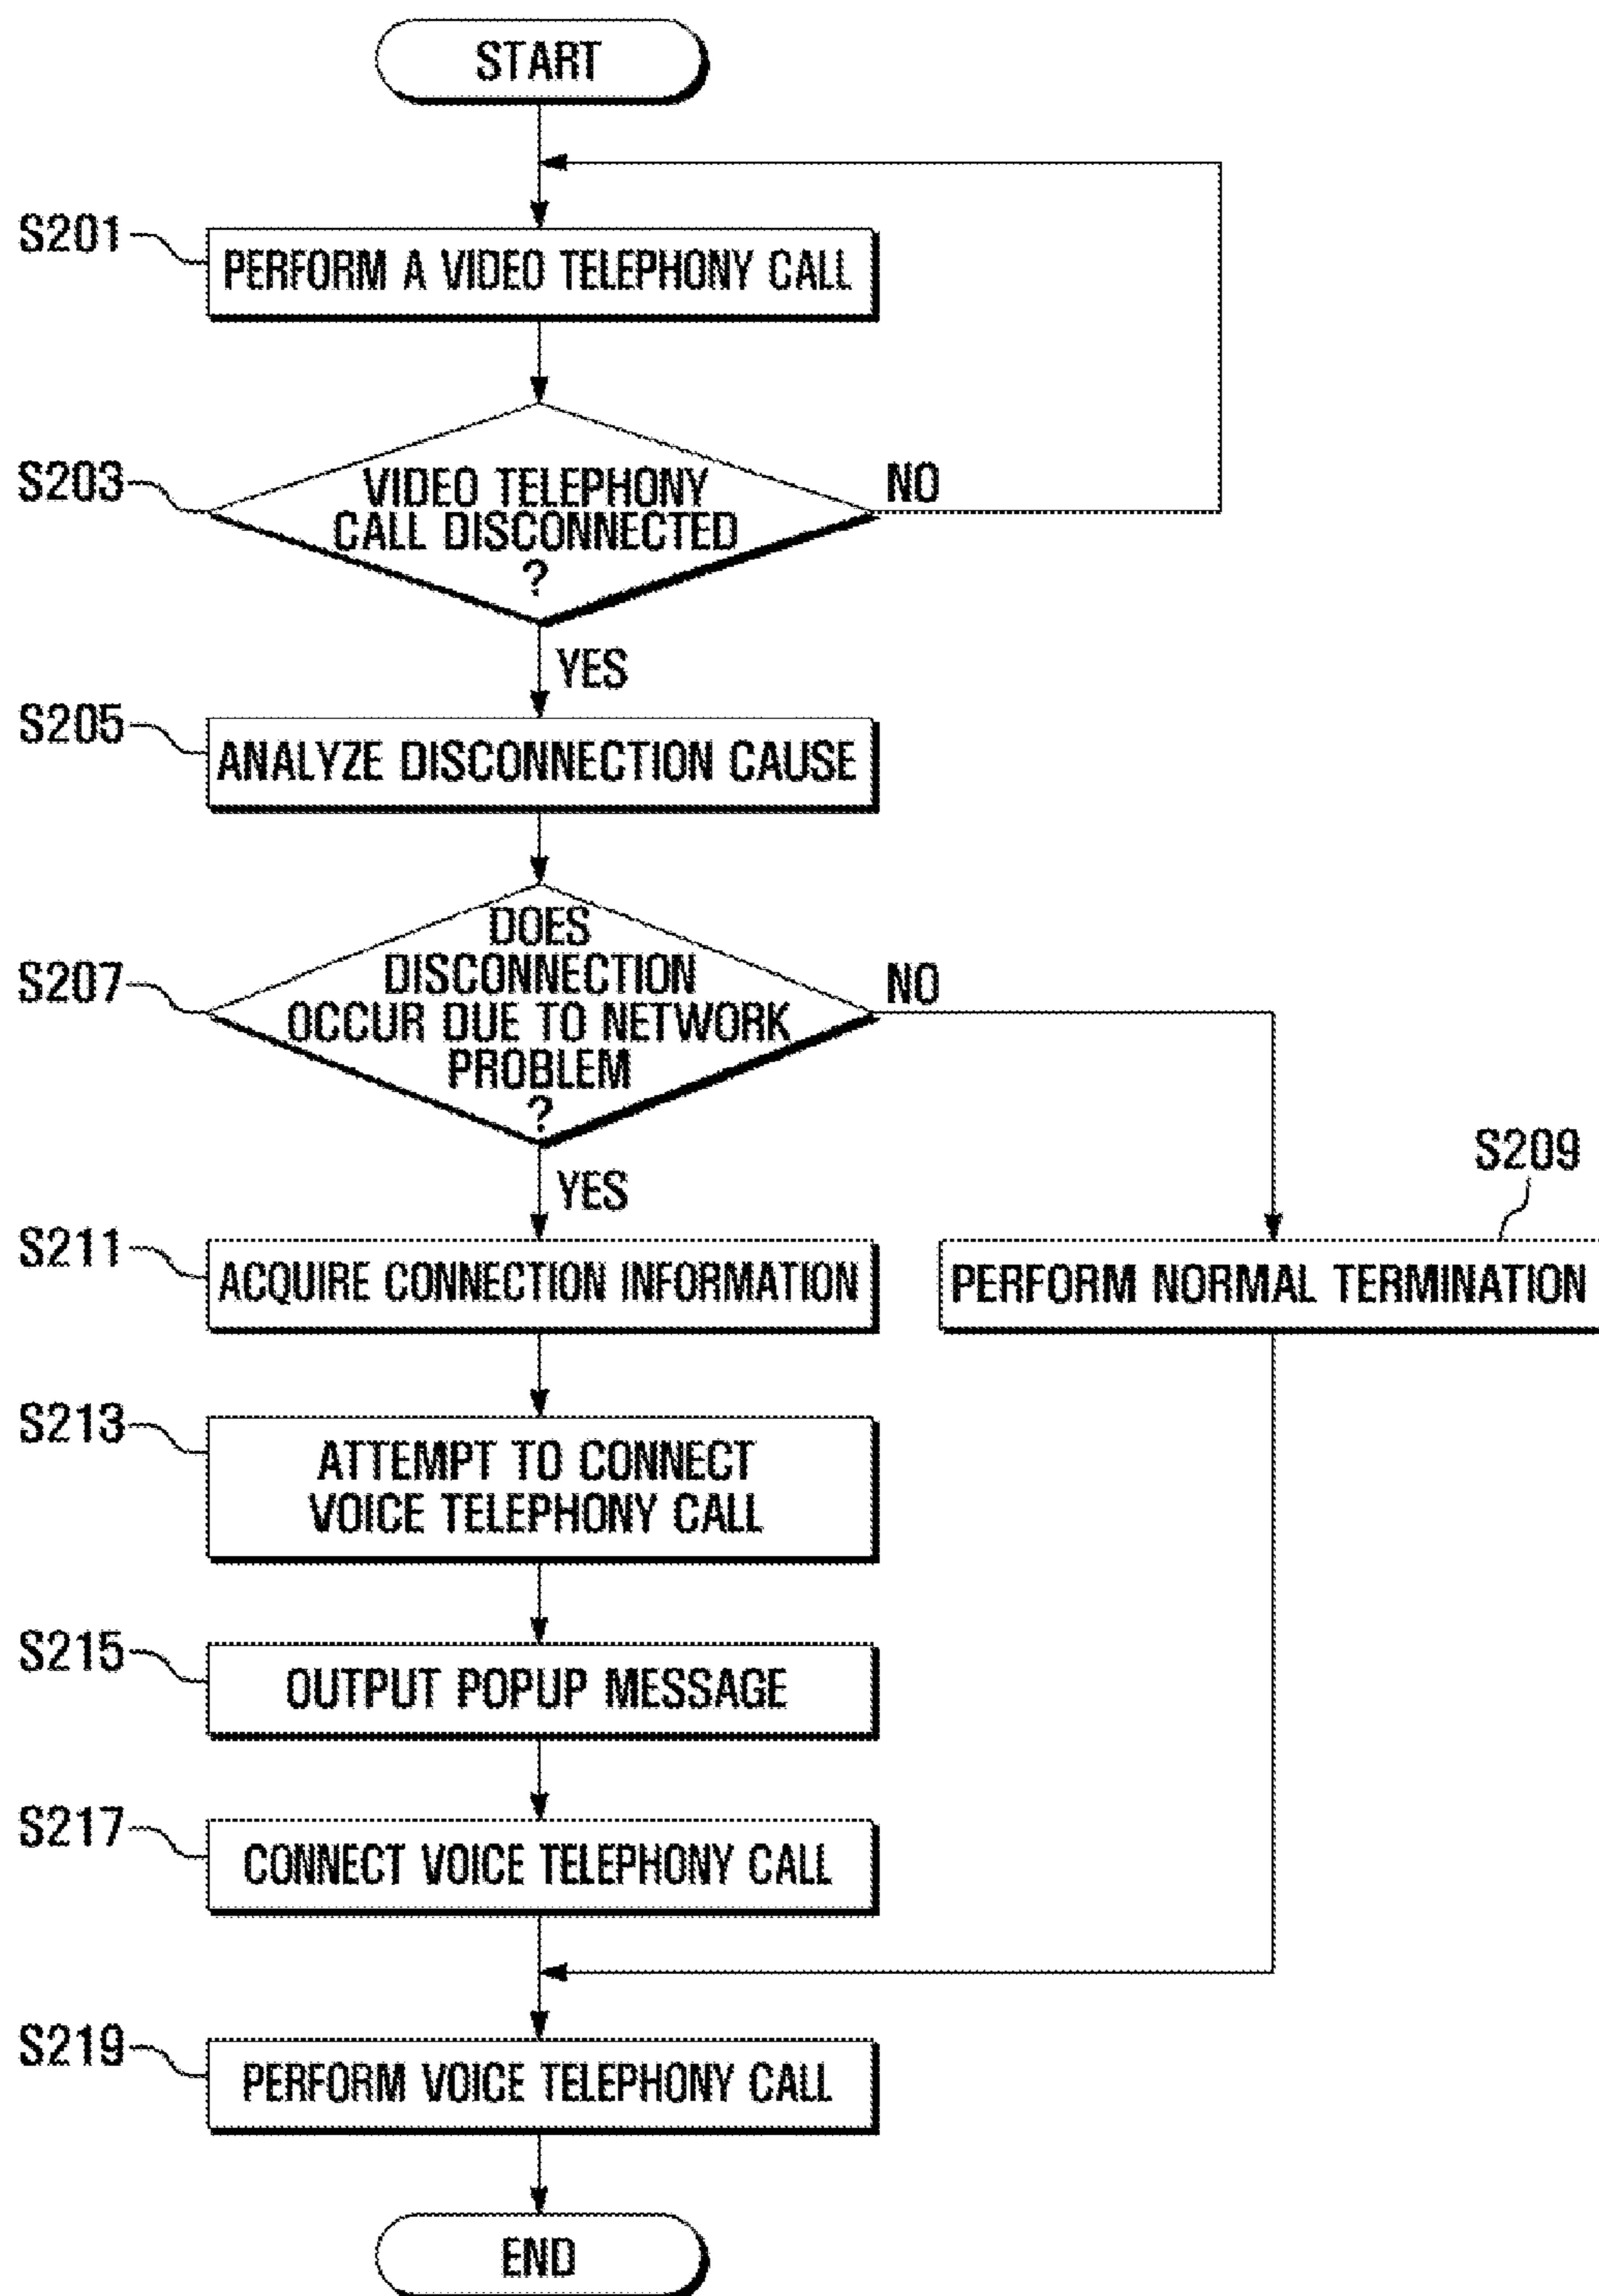 START
S201
PERFORM A VIDEO TELEPHONY CALL
S203
VIDEO TELEPHONY
CALL DISCONNECTED
?
NO
YES
S205
ANALYZE DISCONNECTION CAUSE
S207
DOES
DISCONNECTION
OCCUR DUE TO NETWORK
PROBLEM
?
NO
YES
S209
PERFORM NORMAL TERMINATION
S211
ACQUIRE CONNECTION INFORMATION
S213
ATTEMPT TO CONNECT
VOICE TELEPHONY CALL
S215
OUTPUT POPUP MESSAGE
S217
CONNECT VOICE TELEPHONY CALL
S219
PERFORM VOICE TELEPHONY CALL
END